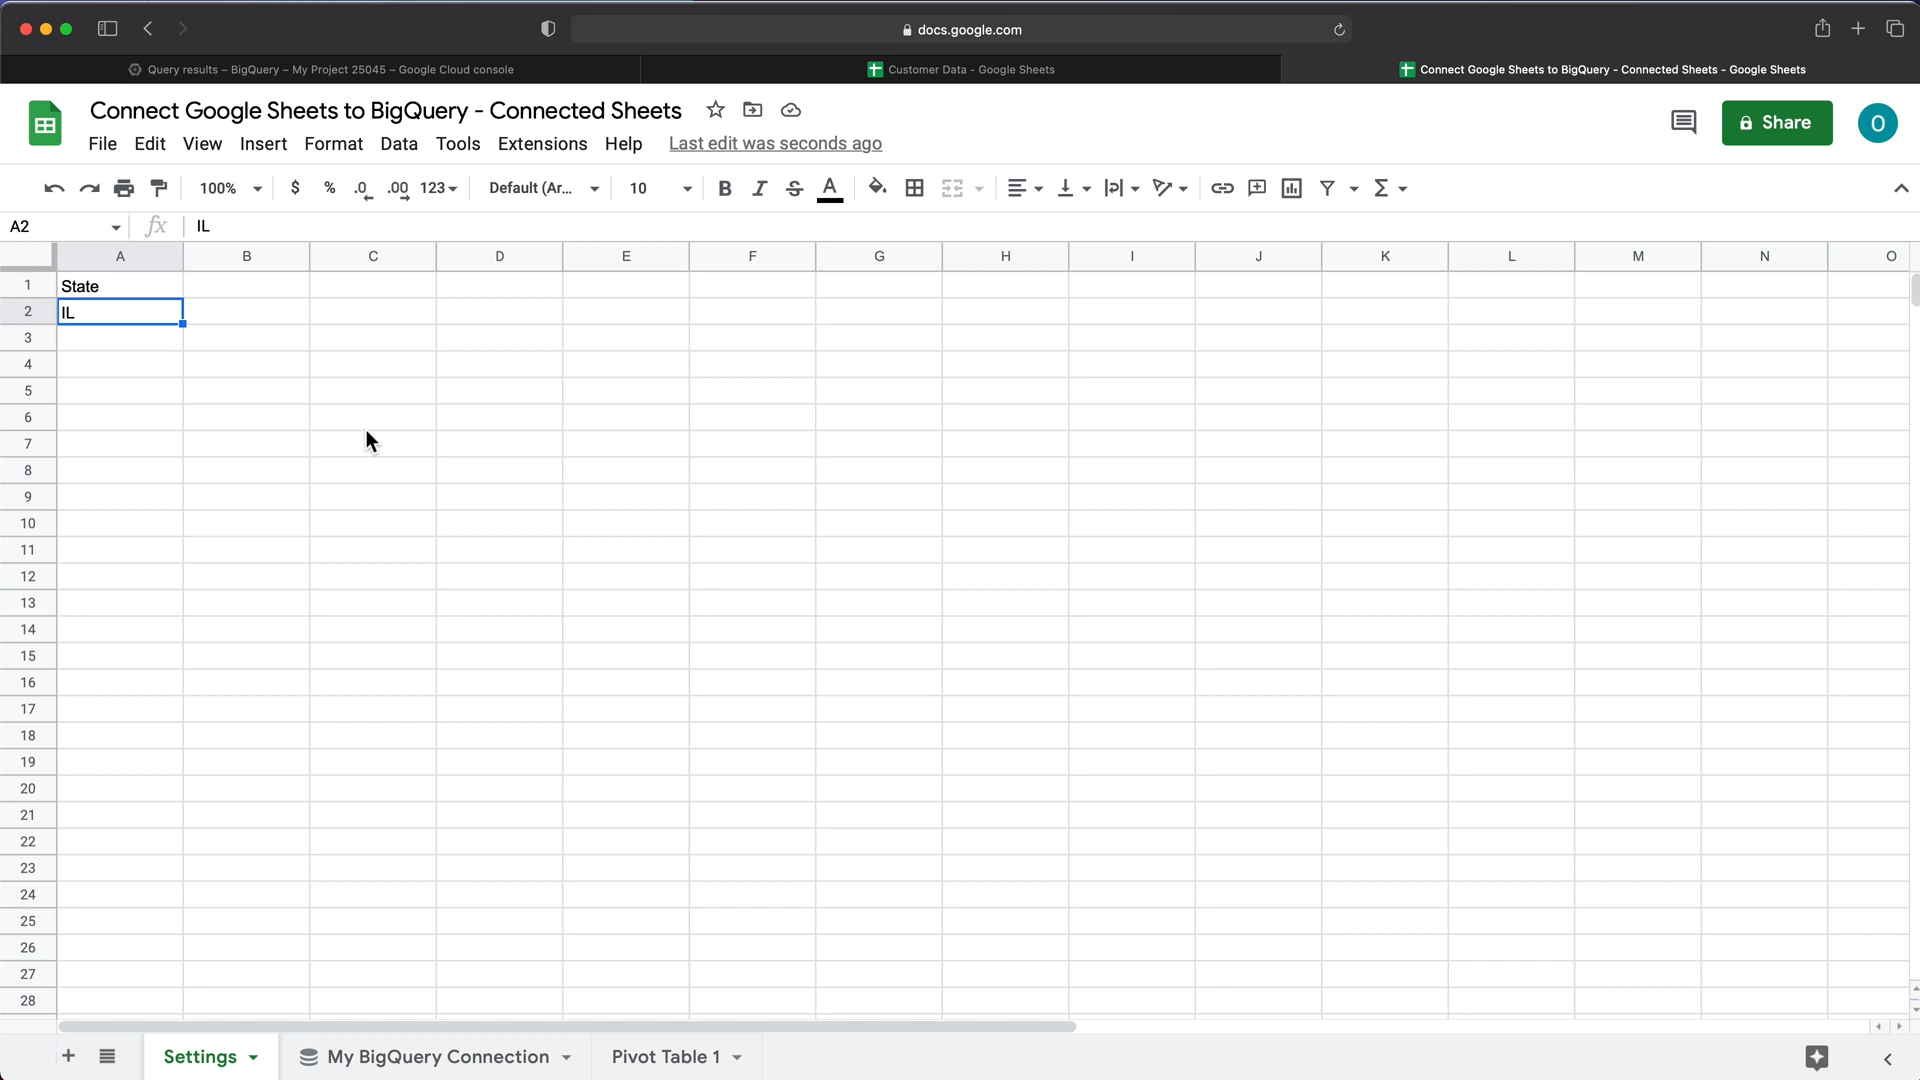 docs.google.com
Query results – BigQuery – My Project 25045 – Google Cloud console
Customer Data - Google Sheets
Connect Google Sheets to BigQuery - Connected Sheets - Google Sheets
Connect Google Sheets to BigQuery - Connected Sheets
Share
O
File Edit View Insert Format Data Tools Extensions Help Last edit was seconds ago
100% $ % .0 .00 123 Default (Ar... 10 B I S A
A2 fx IL
A B C D E F G H I J K L M N O
1 State
2 IL
3
4
5
6
7
8
9
10
11
12
13
14
15
16
17
18
19
20
21
22
23
24
25
26
27
28
Settings My BigQuery Connection Pivot Table 1